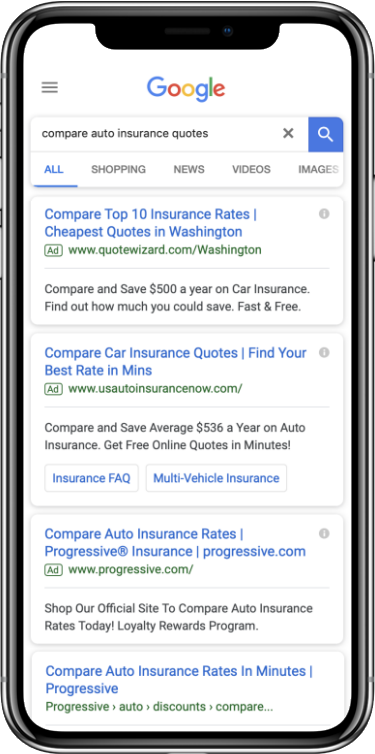 Google
compare auto insurance quotes
ALL SHOPPING NEWS VIDEOS IMAGES
Compare Top 10 Insurance Rates |
Cheapest Quotes in Washington
Ad www.quotewizard.com/Washington
Compare and Save $500 a year on Car Insurance.
Find out how much you could save. Fast & Free.
Compare Car Insurance Quotes | Find Your
Best Rate in Mins
Ad www.usautoinsurancenow.com/
Compare and Save Average $536 a Year on Auto
Insurance. Get Free Online Quotes in Minutes!
Insurance FAQ Multi-Vehicle Insurance
Compare Auto Insurance Rates |
Progressive® Insurance | progressive.com
Ad www.progressive.com/
Shop Our Official Site To Compare Auto Insurance
Rates Today! Loyalty Rewards Program.
Compare Auto Insurance Rates In Minutes |
Progressive
Progressive › auto › discounts › compare...